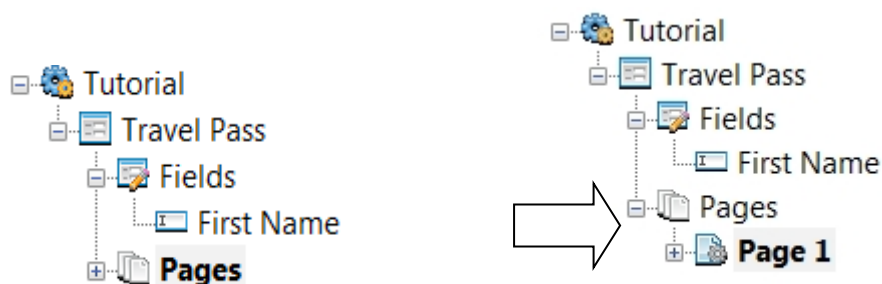 Tutorial
Travel Pass
Fields
First Name
Pages
Tutorial
Travel Pass
Fields
First Name
Pages
Page 1